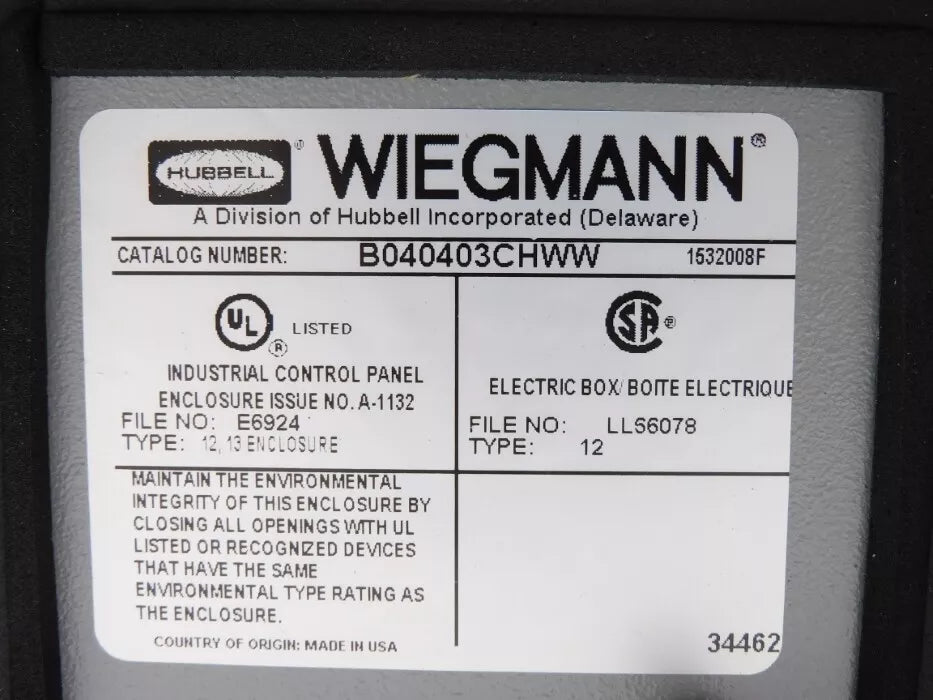 HUBBELL ® WIEGMANN ®
A Division of Hubbell Incorporated (Delaware)
CATALOG NUMBER: B040403CHWW 1532008F
UL ® LISTED
INDUSTRIAL CONTROL PANEL
ENCLOSURE ISSUE NO. A-1132
FILE NO: E6924
TYPE: 12, 13 ENCLOSURE
SA ®
ELECTRIC BOX/ BOITE ELECTRIQUE
FILE NO: LLS6078
TYPE: 12
MAINTAIN THE ENVIRONMENTAL
INTEGRITY OF THIS ENCLOSURE BY
CLOSING ALL OPENINGS WITH UL
LISTED OR RECOGNIZED DEVICES
THAT HAVE THE SAME
ENVIRONMENTAL TYPE RATING AS
THE ENCLOSURE.
COUNTRY OF ORIGIN: MADE IN USA
34462